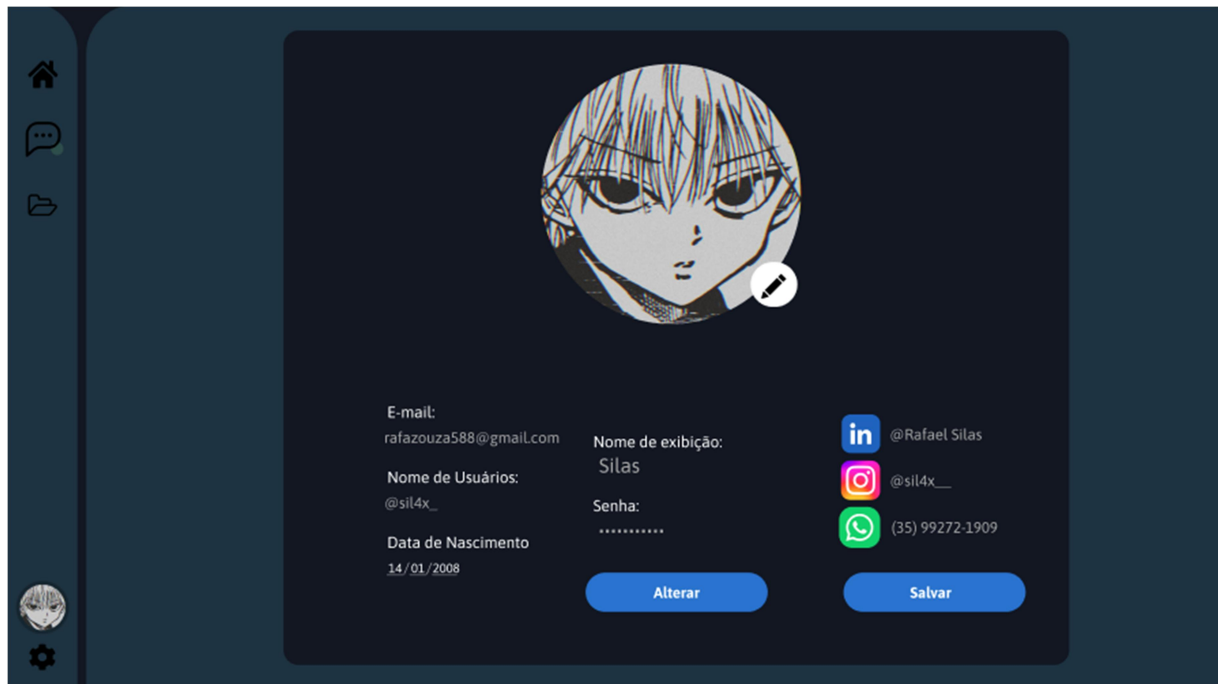 E-mail:
rafazouza588@gmail.com
Nome de Usuários:
@sil4x_
Data de Nascimento
14/01/2008
Nome de exibição:
Silas
Senha:
•••••••••••
Alterar
in @Rafael Silas
@sil4x__
(35) 99272-1909
Salvar